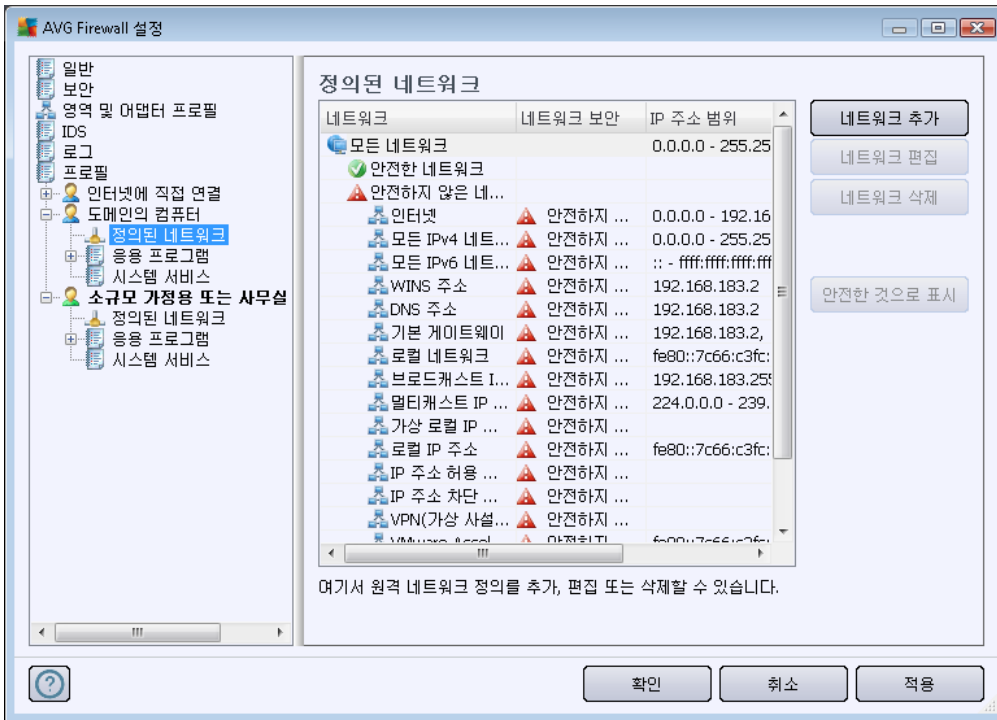 AVG Firewall 설정
일반
보안
영역 및 어댑터 프로필
IDS
로그
프로필
인터넷에 직접 연결
도메인의 컴퓨터
정의된 네트워크
응용 프로그램
시스템 서비스
소규모 가정용 또는 사무실
정의된 네트워크
응용 프로그램
시스템 서비스
정의된 네트워크
네트워크 네트워크 보안 IP 주소 범위
모든 네트워크 0.0.0.0 - 255.25
안전한 네트워크
안전하지 않은 네...
인터넷 안전하지 ... 0.0.0.0 - 192.16
모든 IPv4 네트... 안전하지 ... 0.0.0.0 - 255.25
모든 IPv6 네트... 안전하지 ... :: - ffff:ffff:ffff:fff
WINS 주소 안전하지 ... 192.168.183.2
DNS 주소 안전하지 ... 192.168.183.2
기본 게이트웨이 안전하지 ... 192.168.183.2,
로컬 네트워크 안전하지 ... fe80::7c66:c3fc:
브로드캐스트 I... 안전하지 ... 192.168.183.255
멀티캐스트 IP ... 안전하지 ... 224.0.0.0 - 239.
가상 로컬 IP ... 안전하지 ...
로컬 IP 주소 안전하지 ... fe80::7c66:c3fc:
IP 주소 허용 ... 안전하지 ...
IP 주소 차단 ... 안전하지 ...
VPN(가상 사설... 안전하지 ...
VMware Accel 안전하지 fe80::7c66:c3fc:
여기서 원격 네트워크 정의를 추가, 편집 또는 삭제할 수 있습니다.
네트워크 추가
네트워크 편집
네트워크 삭제
안전한 것으로 표시
확인
취소
적용